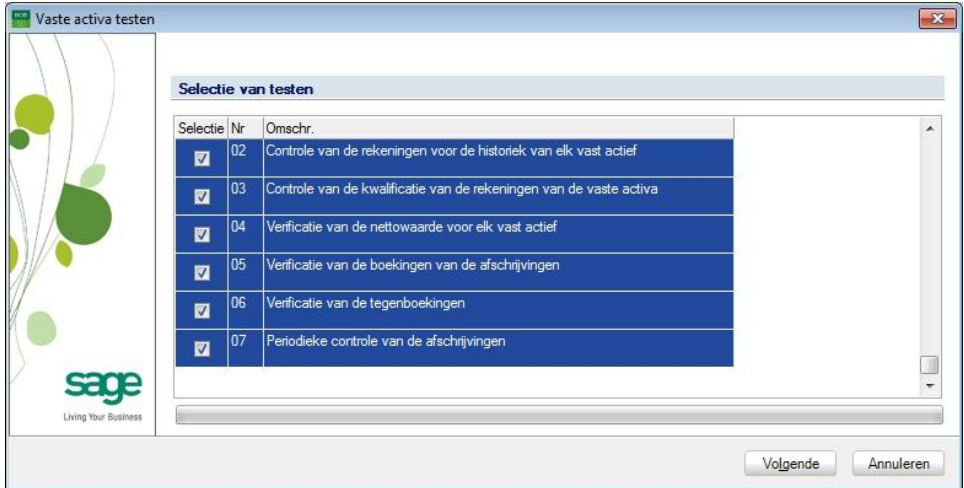 BOB
50
Vaste activa testen
Selectie van testen
Selectie Nr Omschr.
02 Controle van de rekeningen voor de historiek van elk vast actief
03 Controle van de kwalificatie van de rekeningen van de vaste activa
04 Verificatie van de nettowaarde voor elk vast actief
05 Verificatie van de boekingen van de afschrijvingen
06 Verificatie van de tegenboekingen
07 Periodieke controle van de afschrijvingen
sage
Living Your Business
Volgende Annuleren